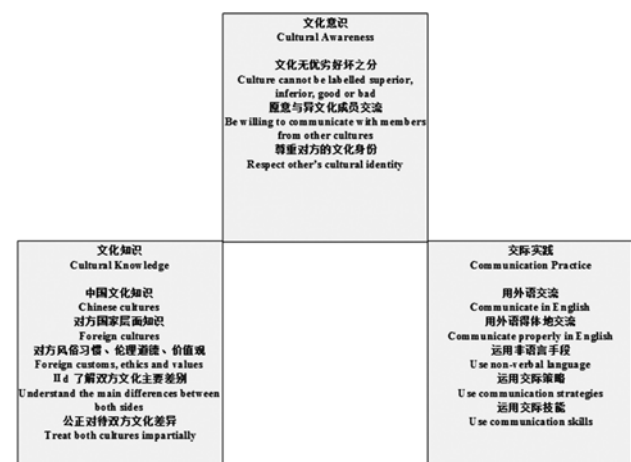 文化意识
Cultural Awareness
文化无优劣好坏之分
Culture cannot be labelled superior,
inferior, good or bad
愿意与异文化成员交流
Be willing to communicate with members
from other cultures
尊重对方的文化身份
Respect other's cultural identity
文化知识
Cultural Knowledge
中国文化知识
Chinese cultures
对方国家层面知识
Foreign cultures
对方风俗习惯、伦理道德、价值观
Foreign customs, ethics and values
IId 了解双方文化主要差别
Understand the main differences between
both sides
公正对待双方文化差异
Treat both cultures impartially
交际实践
Communication Practice
用外语交流
Communicate in English
用外语得体地交流
Communicate properly in English
运用非语言手段
Use non-verbal language
运用交际策略
Use communication strategies
运用交际技能
Use communication skills